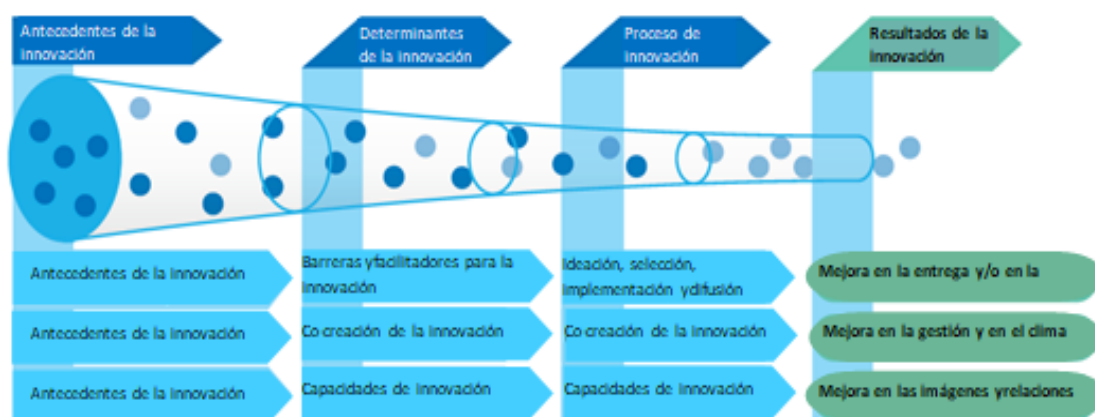 Antecedentes de la
innovación
Determinantes
de la innovación
Proceso de
innovación
Resultados de la
innovación
Antecedentes de la innovación
Barreras yfacilitadores para la
innovación
Ideación, selección,
implementación ydifusión
Mejora en la entrega y/o en la
Antecedentes de la innovación
Co creación de la innovación
Co creación de la innovación
Mejora en la gestión y en el clima
Antecedentes de la innovación
Capacidades de innovación
Capacidades de innovación
Mejora en las imágenes yrelaciones